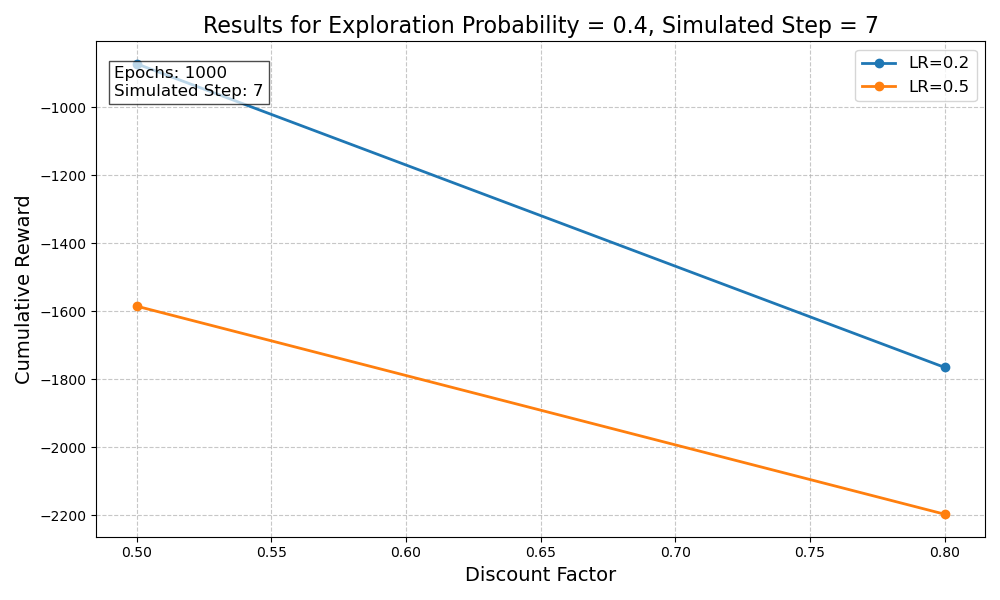 Results for Exploration Probability = 0.4, Simulated Step = 7
Epochs: 1000
Simulated Step: 7
LR=0.2
LR=0.5
Cumulative Reward
−1000
−1200
−1400
−1600
−1800
−2000
−2200
0.50 0.55 0.60 0.65 0.70 0.75 0.80
Discount Factor